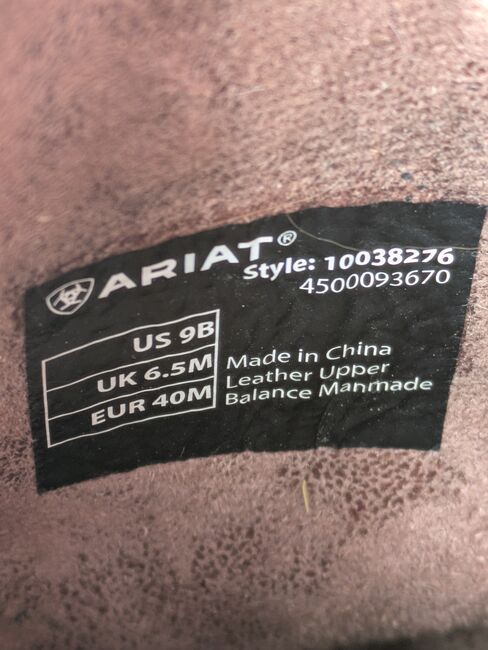 ARIAT®
Style: 10038276
4500093670
US 9B
UK 6.5M
EUR 40M
Made in China
Leather Upper
Balance Manmade